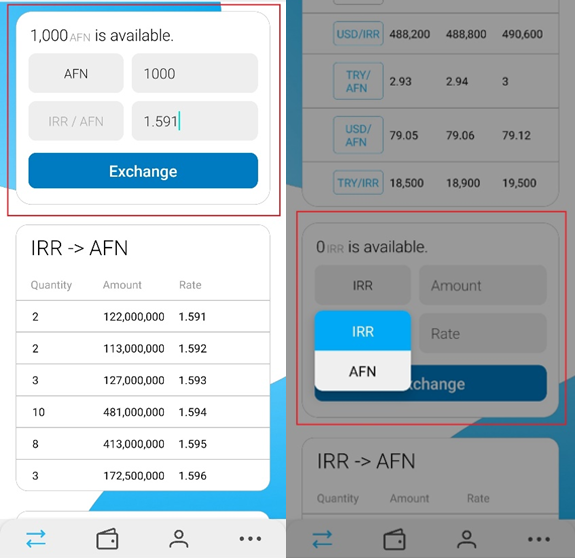 1,000 AFN is available.
AFN 1000
IRR / AFN 1.591
Exchange
IRR -> AFN
Quantity Amount Rate
2 122,000,000 1.591
2 113,000,000 1.592
3 127,000,000 1.593
10 481,000,000 1.594
8 413,000,000 1.595
3 172,500,000 1.596
USD/IRR 488,200 488,800 490,600
TRY/
AFN 2.93 2.94 3
USD/
AFN 79.05 79.06 79.12
TRY/IRR 18,500 18,900 19,500
0 IRR is available.
IRR Amount
IRR Rate
AFN
change
IRR -> AFN
Quantity Amount Rate